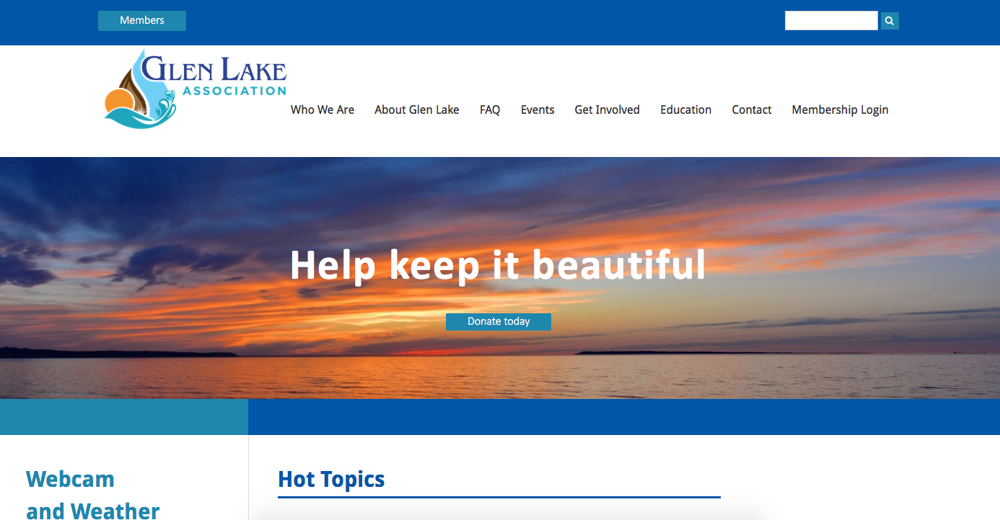 Members
GLEN LAKE
ASSOCIATION
Who We Are About Glen Lake FAQ Events Get Involved Education Contact Membership Login
Help keep it beautiful
Donate today
Webcam
and Weather
Hot Topics